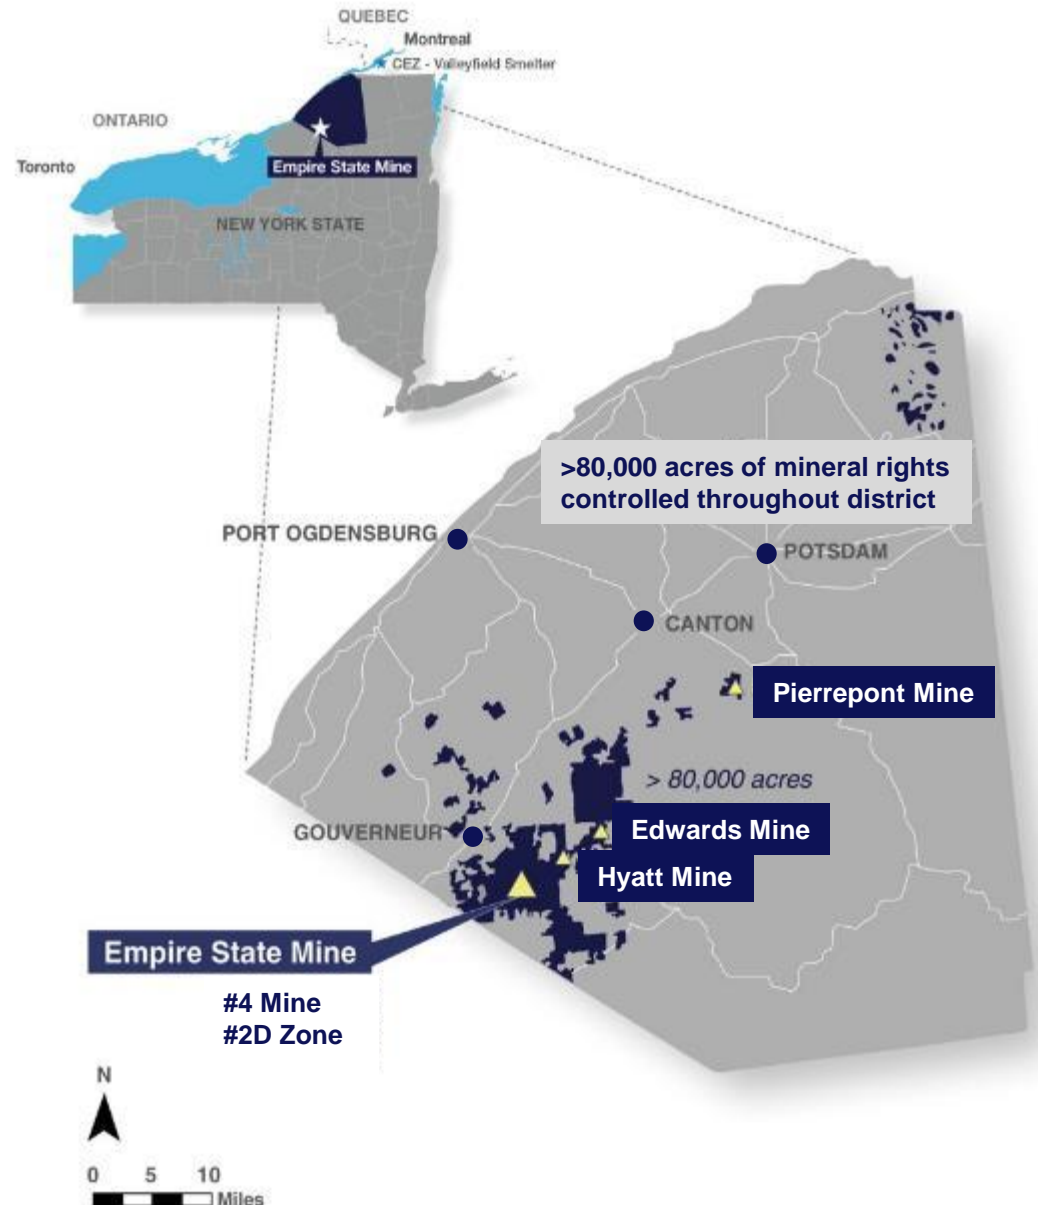 QUEBEC
Montreal
CEZ - Valleyfield Smelter
ONTARIO
Toronto
Empire State Mine
NEW YORK STATE
>80,000 acres of mineral rights
controlled throughout district
PORT OGDENSBURG
POTSDAM
CANTON
Pierrepont Mine
> 80,000 acres
GOUVERNEUR
Edwards Mine
Hyatt Mine
Empire State Mine
#4 Mine
#2D Zone
N
0 5 10
Miles